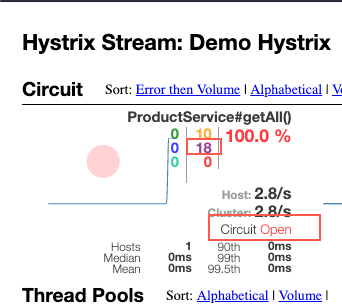 Hystrix Stream: Demo Hystrix
Circuit Sort: Error then Volume | Alphabetical | Vo
ProductService#getAll()
0 10 100.0 %
0 18
0 0
Host: 2.8/s
Cluster: 2.8/s
Circuit Open
Hosts 1 90th 0ms
Median 0ms 99th 0ms
Mean 0ms 99.5th 0ms
Thread Pools Sort: Alphabetical | Volume |